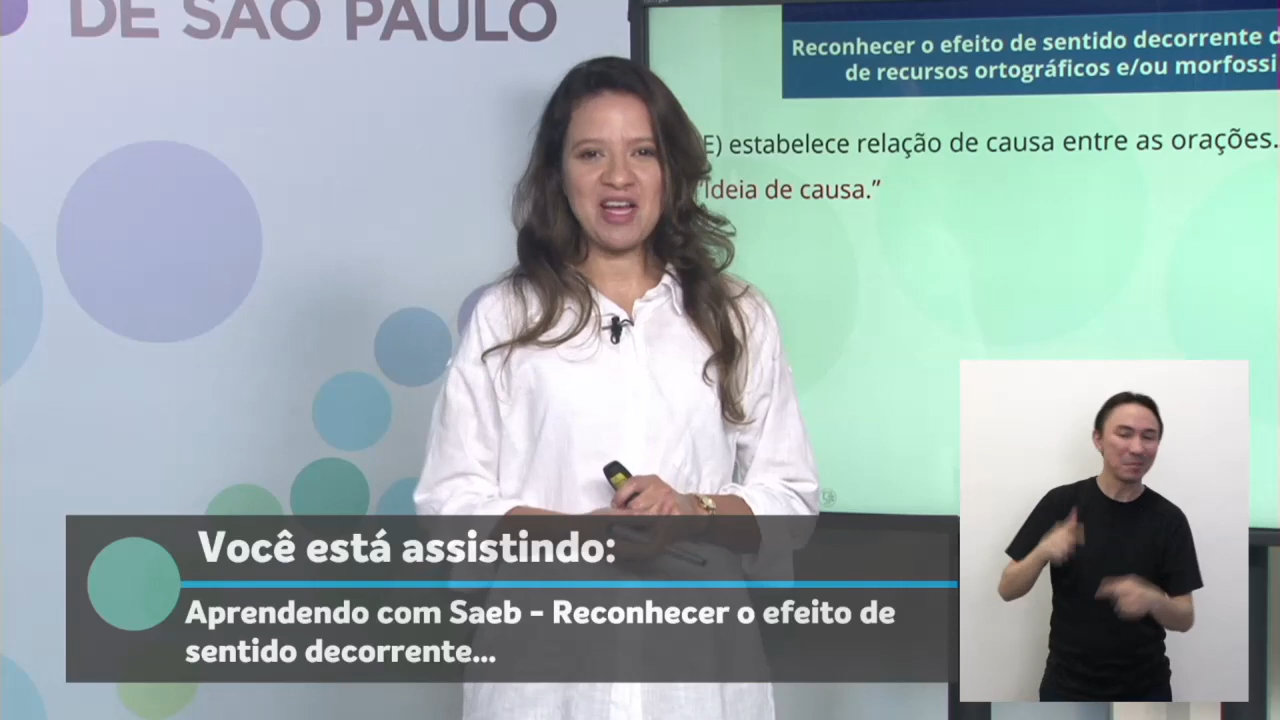 DE SÃO PAULO
Reconhecer o efeito de sentido decorrente d
de recursos ortográficos e/ou morfossi
E) estabelece relação de causa entre as orações.
"Ideia de causa."
Você está assistindo:
Aprendendo com Saeb - Reconhecer o efeito de
sentido decorrente...